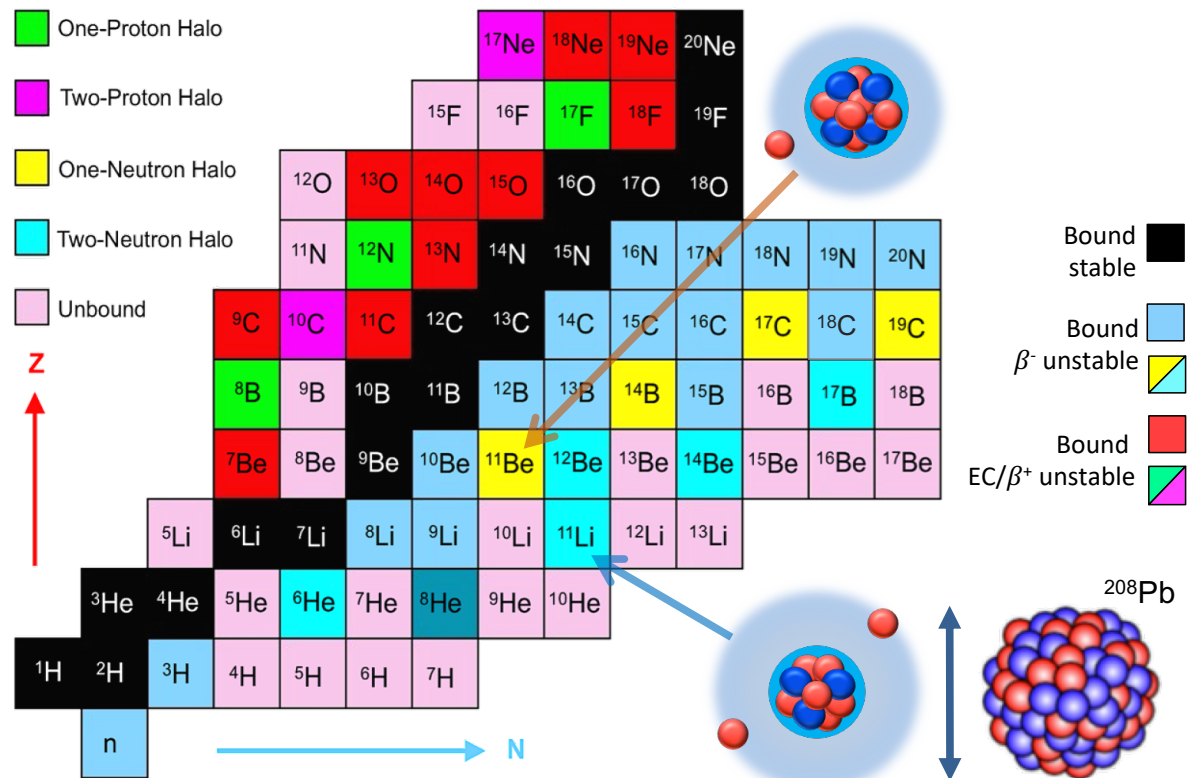 One-Proton Halo
Two-Proton Halo
One-Neutron Halo
Two-Neutron Halo
Unbound
Z
¹⁷Ne ¹⁸Ne ¹⁹Ne ²⁰Ne
¹⁵F ¹⁶F ¹⁷F ¹⁸F ¹⁹F
¹²O ¹³O ¹⁴O ¹⁵O ¹⁶O ¹⁷O ¹⁸O
¹¹N ¹²N ¹³N ¹⁴N ¹⁵N ¹⁶N ¹⁷N ¹⁸N ¹⁹N ²⁰N
⁹C ¹⁰C ¹¹C ¹²C ¹³C ¹⁴C ¹⁵C ¹⁶C ¹⁷C ¹⁸C ¹⁹C
⁸B ⁹B ¹⁰B ¹¹B ¹²B ¹³B ¹⁴B ¹⁵B ¹⁶B ¹⁷B ¹⁸B
⁷Be ⁸Be ⁹Be ¹⁰Be ¹¹Be ¹²Be ¹³Be ¹⁴Be ¹⁵Be ¹⁶Be ¹⁷Be
⁵Li ⁶Li ⁷Li ⁸Li ⁹Li ¹⁰Li ¹¹Li ¹²Li ¹³Li
³He ⁴He ⁵He ⁶He ⁷He ⁸He ⁹He ¹⁰He
¹H ²H ³H ⁴H ⁵H ⁶H ⁷H
n
N
Bound
stable
Bound
β⁻ unstable
Bound
EC/β⁺ unstable
²⁰⁸Pb